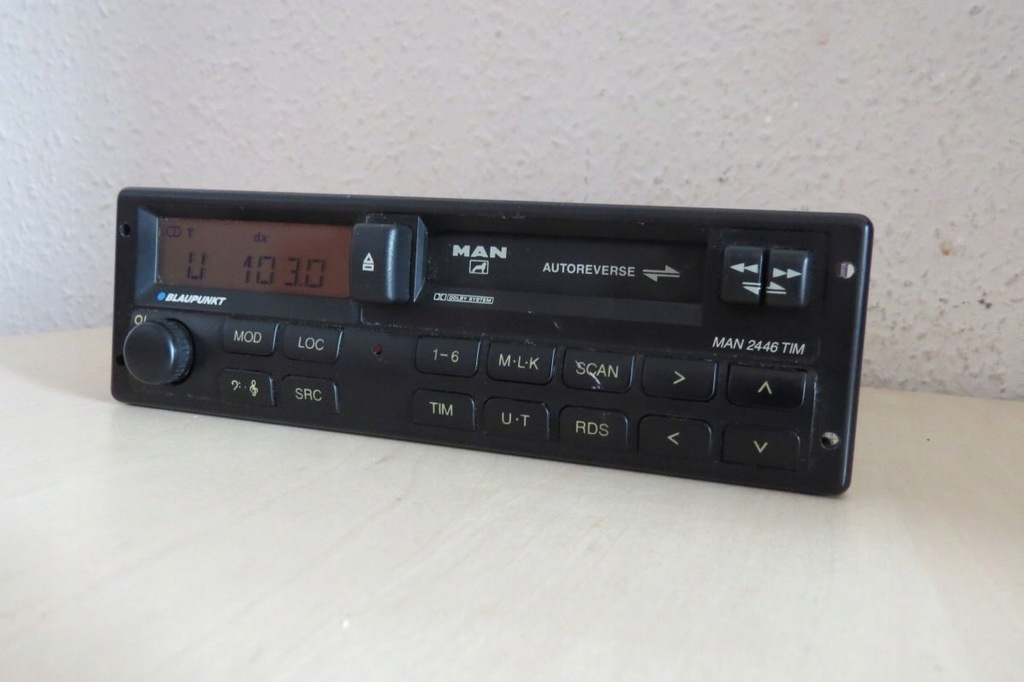 T dx
U 103.0
BLAUPUNKT
MAN
DOLBY SYSTEM
AUTOREVERSE
MAN 2446 TIM
MOD LOC
SRC
1-6 M·L·K SCAN > ∧
TIM U·T RDS < ∨